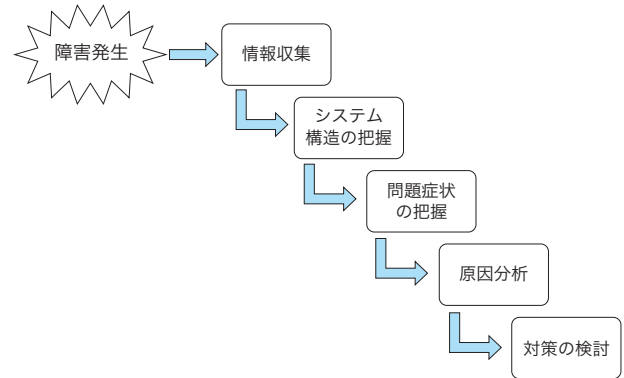 障害発生
情報収集
システム
構造の把握
問題症状
の把握
原因分析
対策の検討